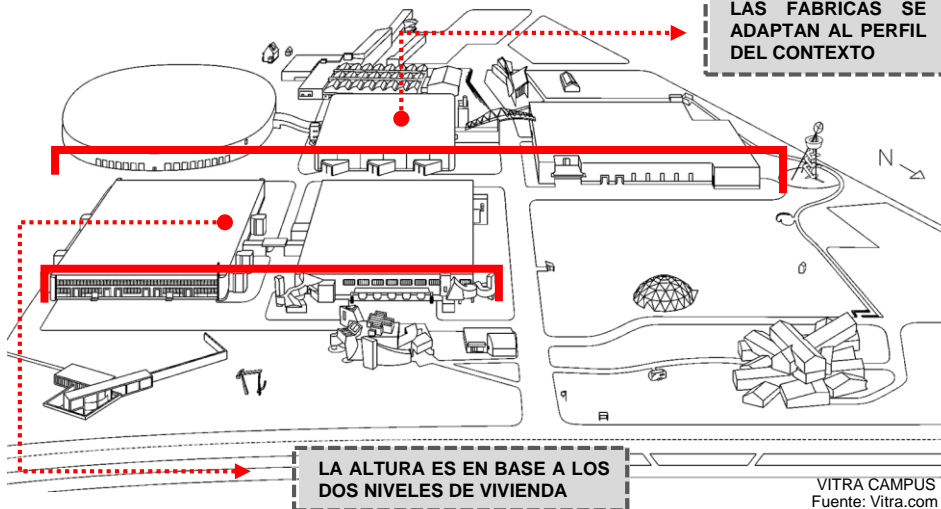 LAS FABRICAS SE
ADAPTAN AL PERFIL
DEL CONTEXTO
N
LA ALTURA ES EN BASE A LOS
DOS NIVELES DE VIVIENDA
VITRA CAMPUS
Fuente: Vitra.com